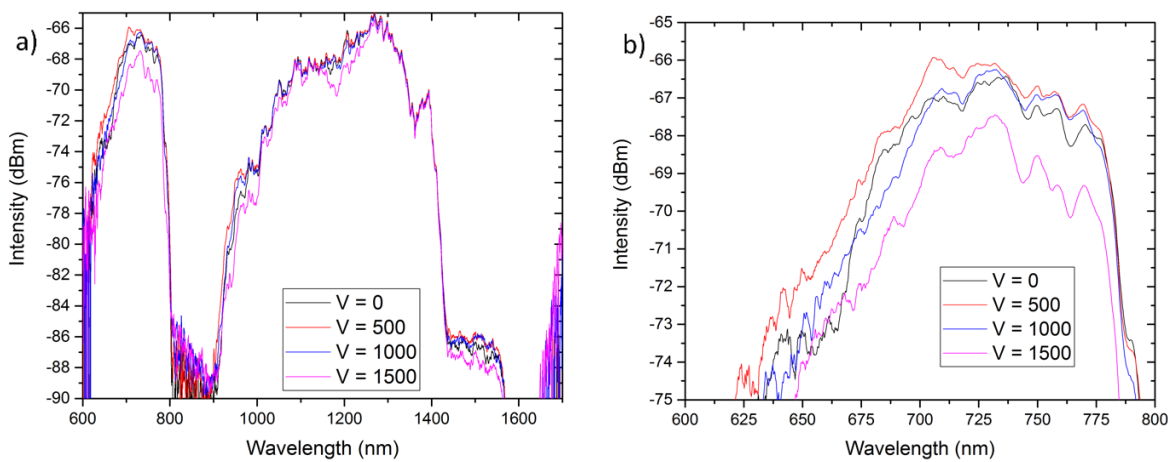 a)
-66
-68
-70
-72
-74
-76
-78
-80
-82
-84
-86
-88
-90
Intensity (dBm)
600 800 1000 1200 1400 1600
Wavelength (nm)
V = 0
V = 500
V = 1000
V = 1500
b)
-65
-66
-67
-68
-69
-70
-71
-72
-73
-74
-75
Intensity (dBm)
600 625 650 675 700 725 750 775 800
Wavelength (nm)
V = 0
V = 500
V = 1000
V = 1500